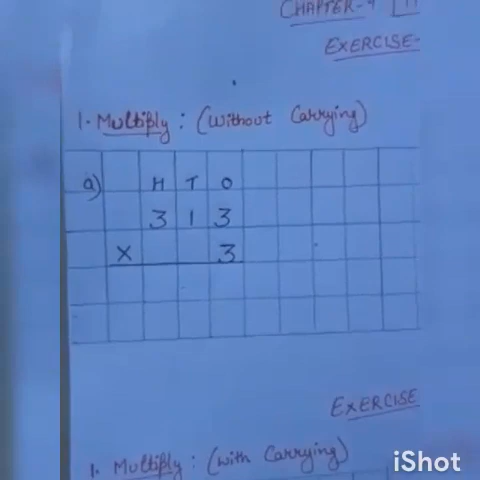 CHAPTER-
EXERCISE-
1. Multiply : (Without Carrying)
a) H T O
3 1 3
X 3
EXERCISE
1. Multiply : (with Carrying)
iShot